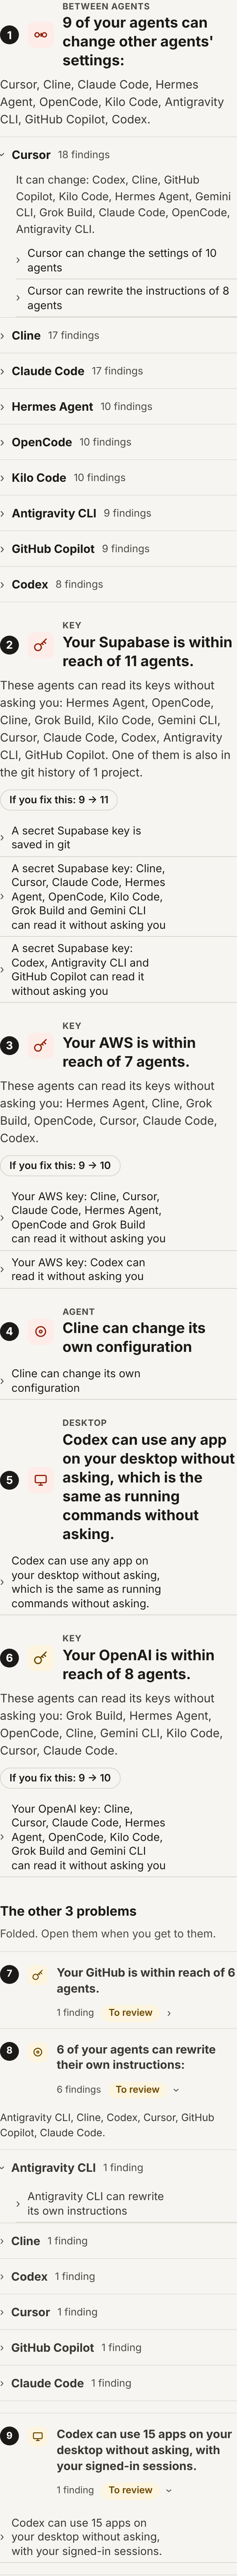 BETWEEN AGENTS
1
9 of your agents can
change other agents'
settings:
Cursor, Cline, Claude Code, Hermes
Agent, OpenCode, Kilo Code, Antigravity
CLI, GitHub Copilot, Codex.
Cursor 18 findings
It can change: Codex, Cline, GitHub
Copilot, Kilo Code, Hermes Agent, Gemini
CLI, Grok Build, Claude Code, OpenCode,
Antigravity CLI.
Cursor can change the settings of 10
agents
Cursor can rewrite the instructions of 8
agents
Cline 17 findings
Claude Code 17 findings
Hermes Agent 10 findings
OpenCode 10 findings
Kilo Code 10 findings
Antigravity CLI 9 findings
GitHub Copilot 9 findings
Codex 8 findings
KEY
2
Your Supabase is within
reach of 11 agents.
These agents can read its keys without
asking you: Hermes Agent, OpenCode,
Cline, Grok Build, Kilo Code, Gemini CLI,
Cursor, Claude Code, Codex, Antigravity
CLI, GitHub Copilot. One of them is also in
the git history of 1 project.
If you fix this: 9 → 11
A secret Supabase key is
saved in git
A secret Supabase key: Cline,
Cursor, Claude Code, Hermes
Agent, OpenCode, Kilo Code,
Grok Build and Gemini CLI
can read it without asking you
A secret Supabase key:
Codex, Antigravity CLI and
GitHub Copilot can read it
without asking you
KEY
3
Your AWS is within
reach of 7 agents.
These agents can read its keys without
asking you: Hermes Agent, Cline, Grok
Build, OpenCode, Cursor, Claude Code,
Codex.
If you fix this: 9 → 10
Your AWS key: Cline, Cursor,
Claude Code, Hermes Agent,
OpenCode and Grok Build
can read it without asking you
Your AWS key: Codex can
read it without asking you
AGENT
4
Cline can change its
own configuration
Cline can change its own
configuration
DESKTOP
5
Codex can use any app
on your desktop without
asking, which is the
same as running
commands without
asking.
Codex can use any app on
your desktop without asking,
which is the same as running
commands without asking.
KEY
6
Your OpenAI is within
reach of 8 agents.
These agents can read its keys without
asking you: Grok Build, Hermes Agent,
OpenCode, Cline, Gemini CLI, Kilo Code,
Cursor, Claude Code.
If you fix this: 9 → 10
Your OpenAI key: Cline,
Cursor, Claude Code, Hermes
Agent, OpenCode, Kilo Code,
Grok Build and Gemini CLI
can read it without asking you
The other 3 problems
Folded. Open them when you get to them.
7
Your GitHub is within reach of 6
agents.
1 finding To review
8
6 of your agents can rewrite
their own instructions:
6 findings To review
Antigravity CLI, Cline, Codex, Cursor, GitHub
Copilot, Claude Code.
Antigravity CLI 1 finding
Antigravity CLI can rewrite
its own instructions
Cline 1 finding
Codex 1 finding
Cursor 1 finding
GitHub Copilot 1 finding
Claude Code 1 finding
9
Codex can use 15 apps on your
desktop without asking, with
your signed-in sessions.
1 finding To review
Codex can use 15 apps on
your desktop without asking,
with your signed-in sessions.